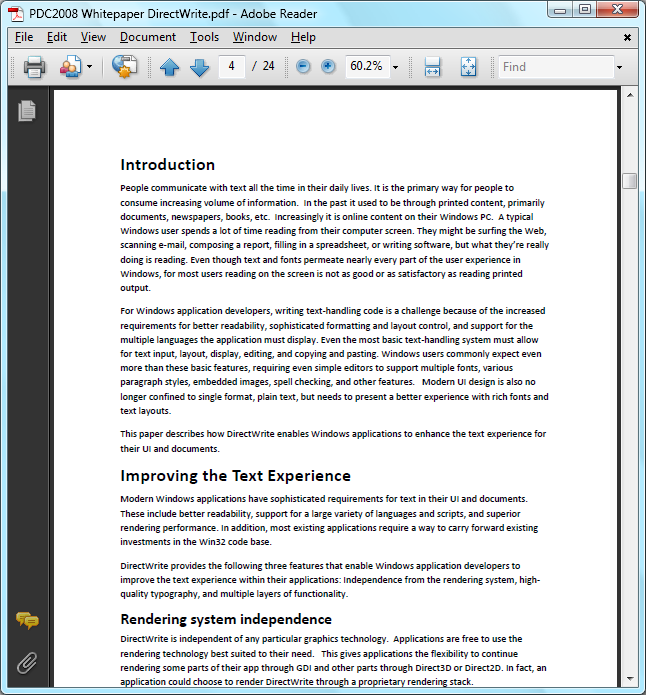 PDC2008 Whitepaper DirectWrite.pdf - Adobe Reader
File Edit View Document Tools Window Help
4 / 24 60.2% Find
Introduction
People communicate with text all the time in their daily lives. It is the primary way for people to
consume increasing volume of information.  In the past it used to be through printed content, primarily
documents, newspapers, books, etc.  Increasingly it is online content on their Windows PC.  A typical
Windows user spends a lot of time reading from their computer screen. They might be surfing the Web,
scanning e-mail, composing a report, filling in a spreadsheet, or writing software, but what they're really
doing is reading. Even though text and fonts permeate nearly every part of the user experience in
Windows, for most users reading on the screen is not as good or as satisfactory as reading printed
output.
For Windows application developers, writing text-handling code is a challenge because of the increased
requirements for better readability, sophisticated formatting and layout control, and support for the
multiple languages the application must display. Even the most basic text-handling system must allow
for text input, layout, display, editing, and copying and pasting. Windows users commonly expect even
more than these basic features, requiring even simple editors to support multiple fonts, various
paragraph styles, embedded images, spell checking, and other features.   Modern UI design is also no
longer confined to single format, plain text, but needs to present a better experience with rich fonts and
text layouts.
This paper describes how DirectWrite enables Windows applications to enhance the text experience for
their UI and documents.
Improving the Text Experience
Modern Windows applications have sophisticated requirements for text in their UI and documents.
These include better readability, support for a large variety of languages and scripts, and superior
rendering performance. In addition, most existing applications require a way to carry forward existing
investments in the Win32 code base.
DirectWrite provides the following three features that enable Windows application developers to
improve the text experience within their applications: Independence from the rendering system, high-
quality typography, and multiple layers of functionality.
Rendering system independence
DirectWrite is independent of any particular graphics technology.  Applications are free to use the
rendering technology best suited to their need.   This gives applications the flexibility to continue
rendering some parts of their app through GDI and other parts through Direct3D or Direct2D. In fact, an
application could choose to render DirectWrite through a proprietary rendering stack.